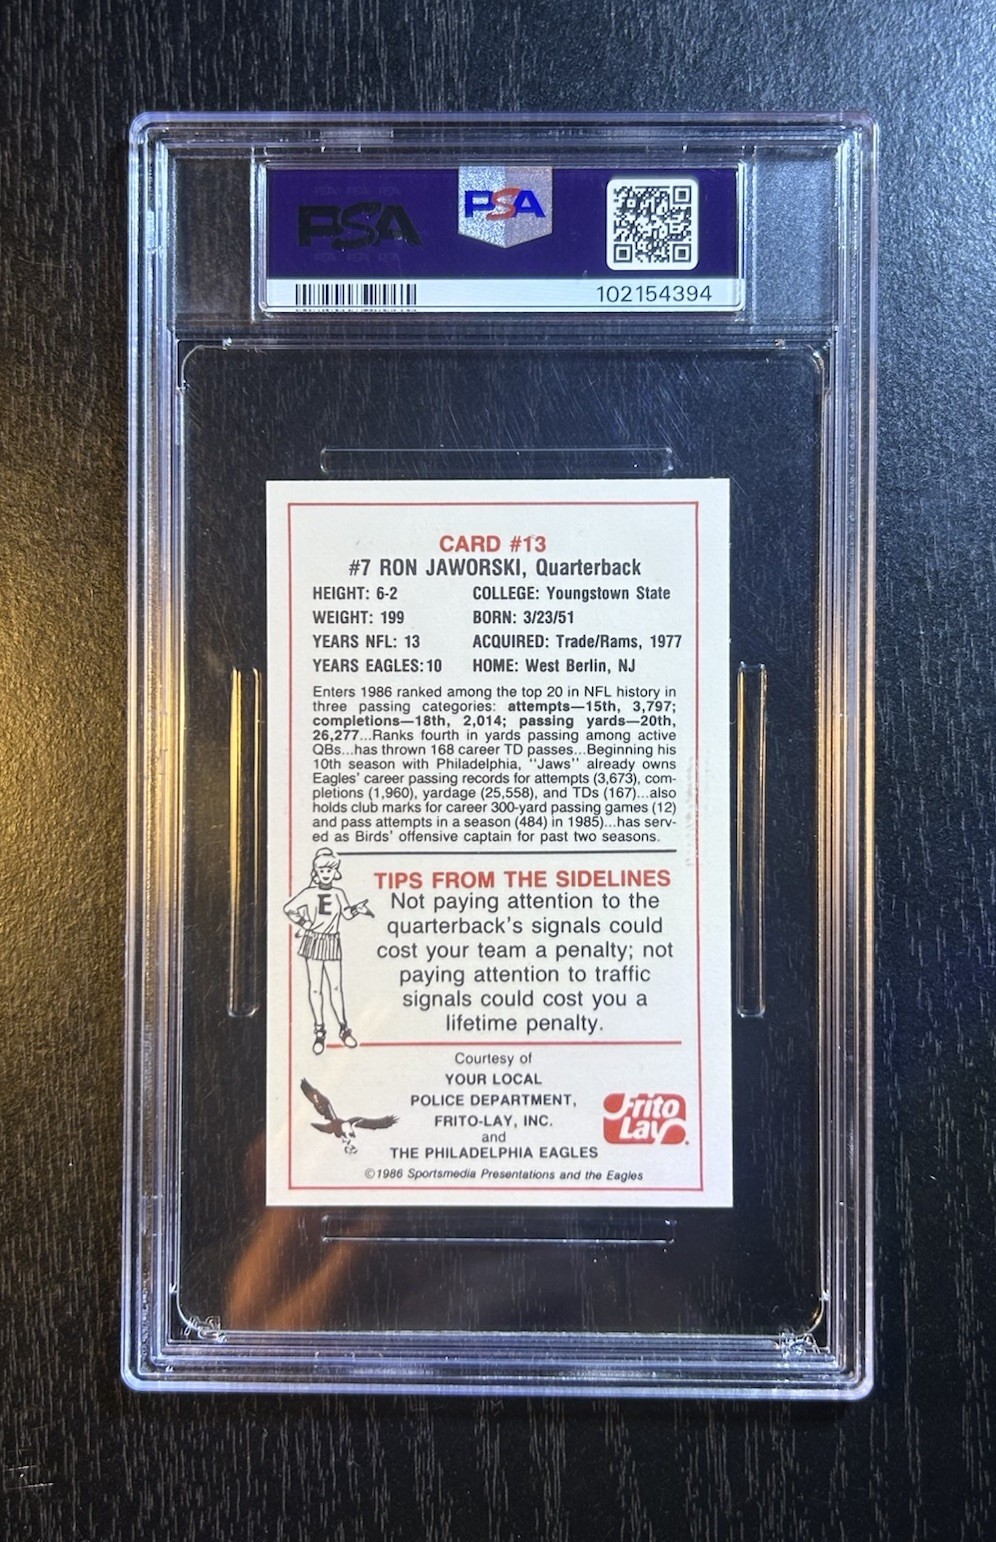 PSA
PSA
102154394
CARD #13
#7 RON JAWORSKI, Quarterback
HEIGHT: 6-2 COLLEGE: Youngstown State
WEIGHT: 199 BORN: 3/23/51
YEARS NFL: 13 ACQUIRED: Trade/Rams, 1977
YEARS EAGLES: 10 HOME: West Berlin, NJ
Enters 1986 ranked among the top 20 in NFL history in
three passing categories: attempts—15th, 3,797;
completions—18th, 2,014; passing yards—20th,
26,277...Ranks fourth in yards passing among active
QBs...has thrown 168 career TD passes...Beginning his
10th season with Philadelphia, "Jaws" already owns
Eagles' career passing records for attempts (3,673), com-
pletions (1,960), yardage (25,558), and TDs (167)...also
holds club marks for career 300-yard passing games (12)
and pass attempts in a season (484) in 1985)...has serv-
ed as Birds' offensive captain for past two seasons.
E
TIPS FROM THE SIDELINES
Not paying attention to the
quarterback's signals could
cost your team a penalty; not
paying attention to traffic
signals could cost you a
lifetime penalty.
Courtesy of
YOUR LOCAL
POLICE DEPARTMENT,
FRITO-LAY, INC.
and
THE PHILADELPHIA EAGLES
Frito
Lay
©1986 Sportsmedia Presentations and the Eagles